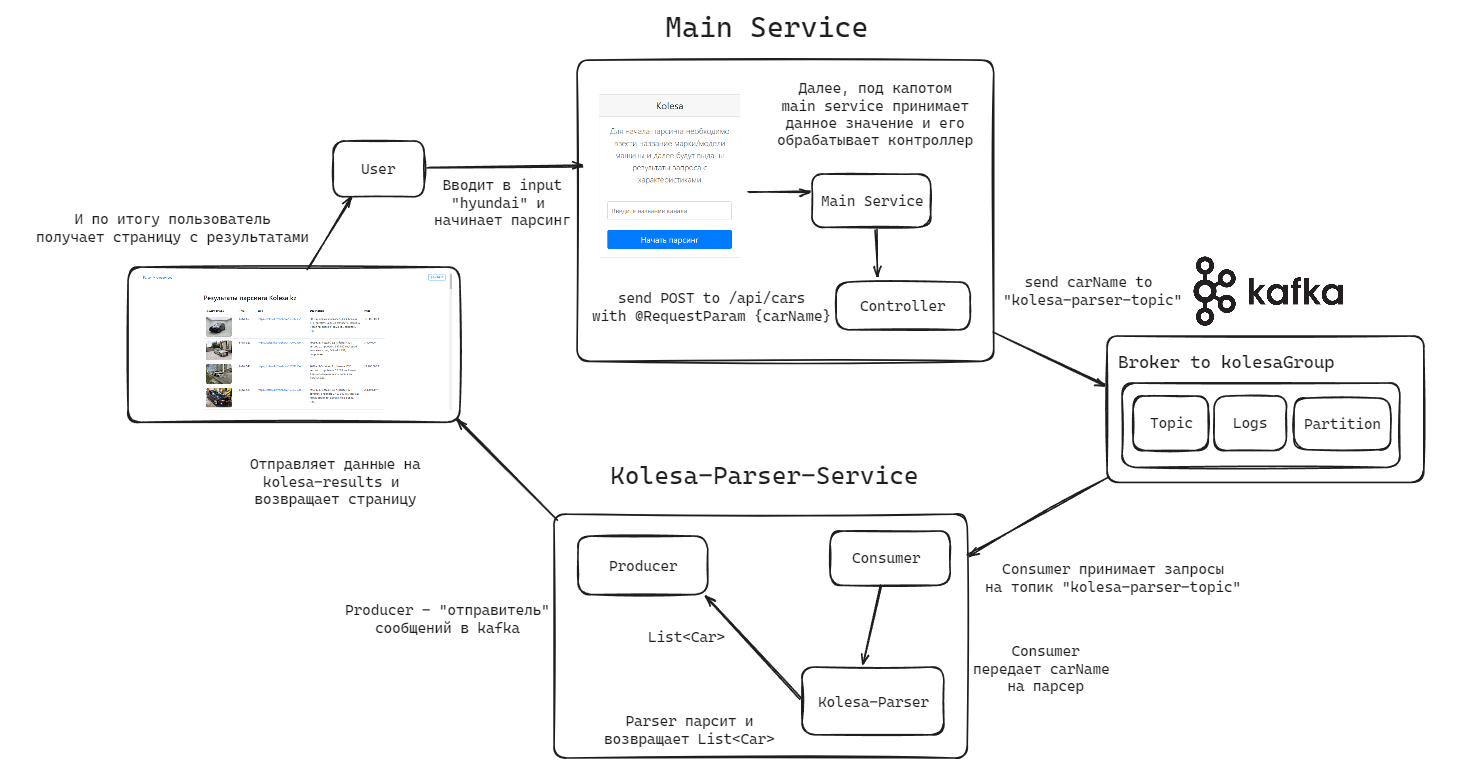 Main Service
Далее, под капотом
main service принимает
данное значение и его
обрабатывает контроллер
Kolesa
Для начала парсинга необходимо
ввести название марки/модели
машины и далее будут выданы
результаты запроса с
характеристиками
Введите название канала
Начать парсинг
User
Вводит в input
"hyundai" и
начинает парсинг
Main Service
Controller
send POST to /api/cars
with @RequestParam {carName}
send carName to
"kolesa-parser-topic"
kafka
Broker to kolesaGroup
Topic
Logs
Partition
И по итогу пользователь
получает страницу с результатами
Результаты парсинга Kolesa.kz
Отправляет данные на
kolesa-results и
возвращает страницу
Kolesa-Parser-Service
Producer
Consumer
Consumer принимает запросы
на топик "kolesa-parser-topic"
Producer - "отправитель"
сообщений в kafka
List<Car>
Consumer
передает carName
на парсер
Kolesa-Parser
Parser парсит и
возвращает List<Car>